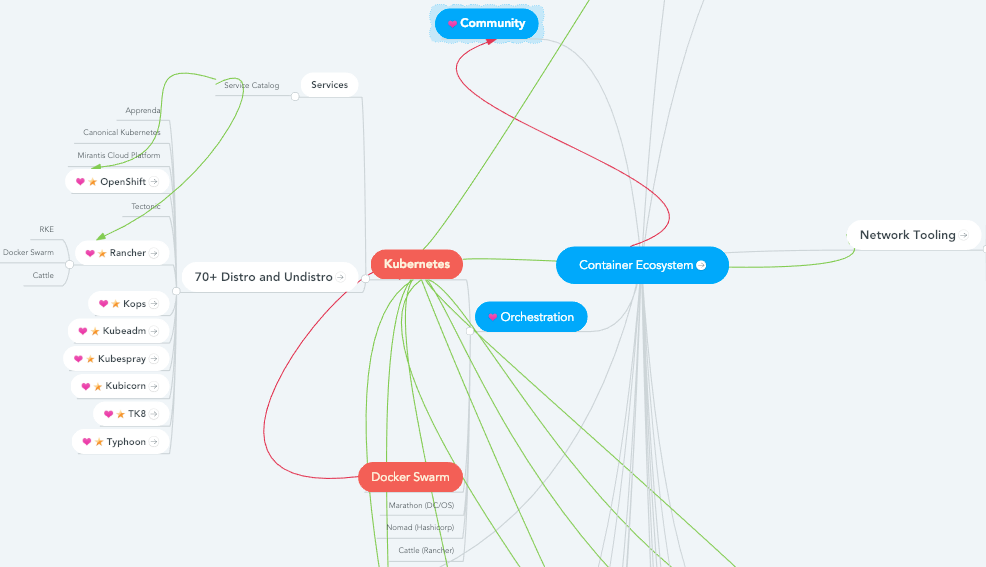 Community
Services
Service Catalog
Apprenda
Canonical Kubernetes
Mirantis Cloud Platform
OpenShift
Tectonic
RKE
Docker Swarm
Cattle
Rancher
70+ Distro and Undistro
Kubernetes
Container Ecosystem
Network Tooling
Kops
Kubeadm
Kubespray
Kubicorn
TK8
Typhoon
Orchestration
Docker Swarm
Marathon (DC/OS)
Nomad (Hashicorp)
Cattle (Rancher)